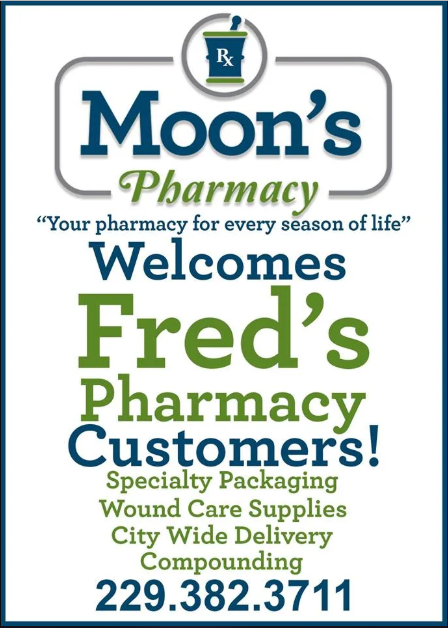 Rx
Moon's
Pharmacy
“Your pharmacy for every season of life”
Welcomes
Fred's
Pharmacy
Customers!
Specialty Packaging
Wound Care Supplies
City Wide Delivery
Compounding
229.382.3711